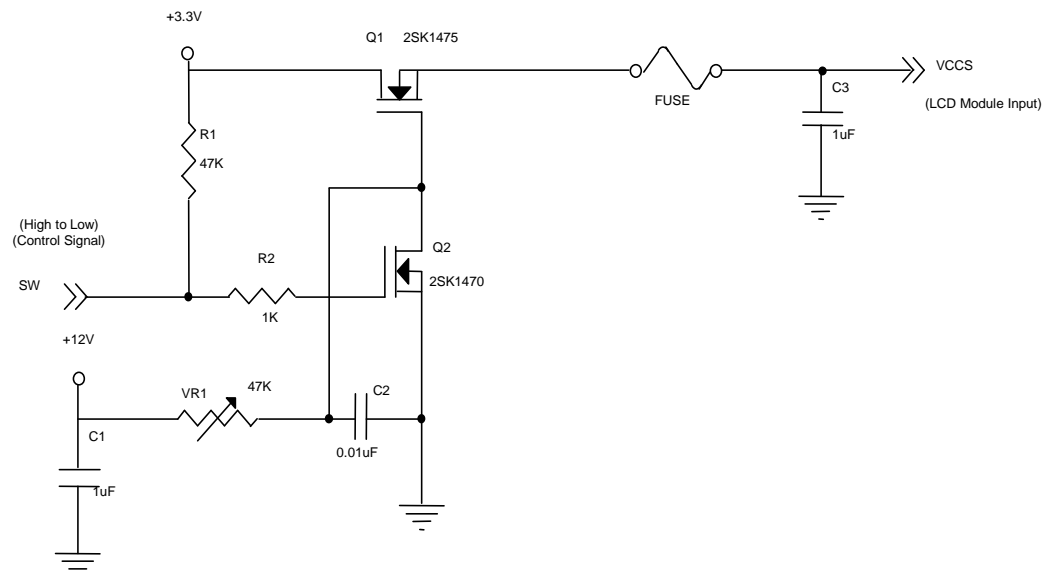 +3.3V
Q1 2SK1475
VCCS
FUSE
C3
(LCD Module Input)
R1
1uF
47K
(High to Low)
(Control Signal)
Q2
R2
2SK1470
SW
1K
+12V
VR1 47K
C2
C1
0.01uF
1uF